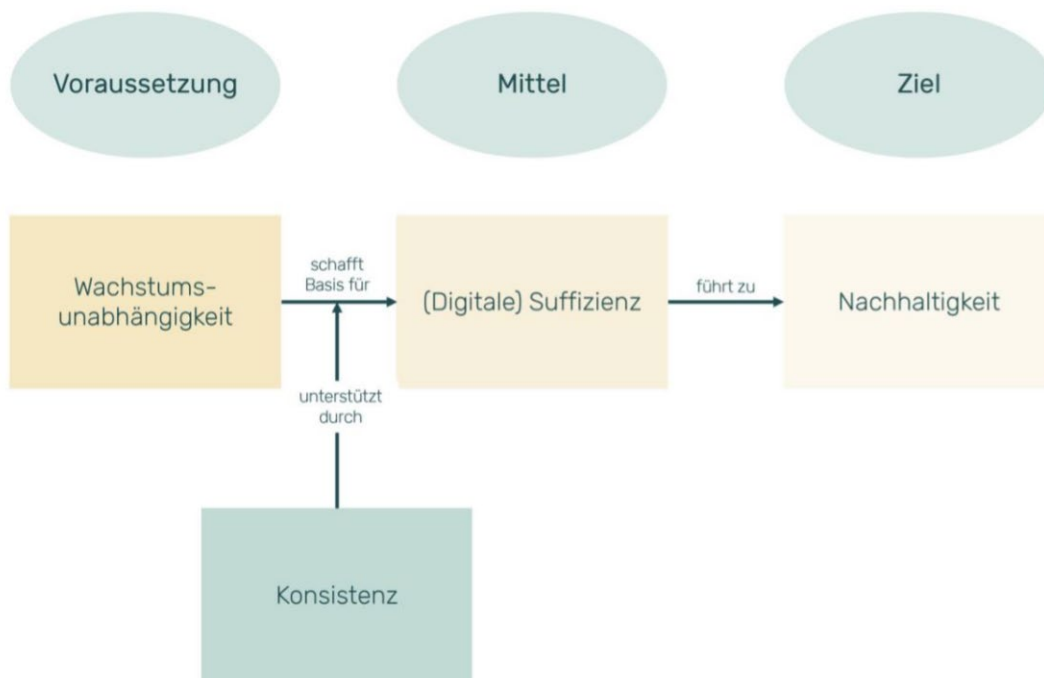 Voraussetzung
Mittel
Ziel
Wachstums-
unabhängigkeit
schafft
Basis für
(Digitale) Suffizienz
führt zu
Nachhaltigkeit
unterstützt
durch
Konsistenz